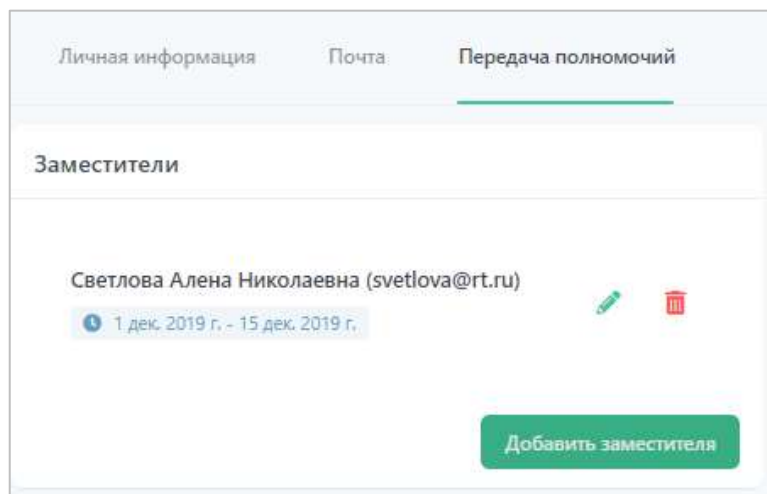 Личная информация Почта Передача полномочий
Заместители
Светлова Алена Николаевна (svetlova@rt.ru)
1 дек. 2019 г. - 15 дек. 2019 г.
Добавить заместителя